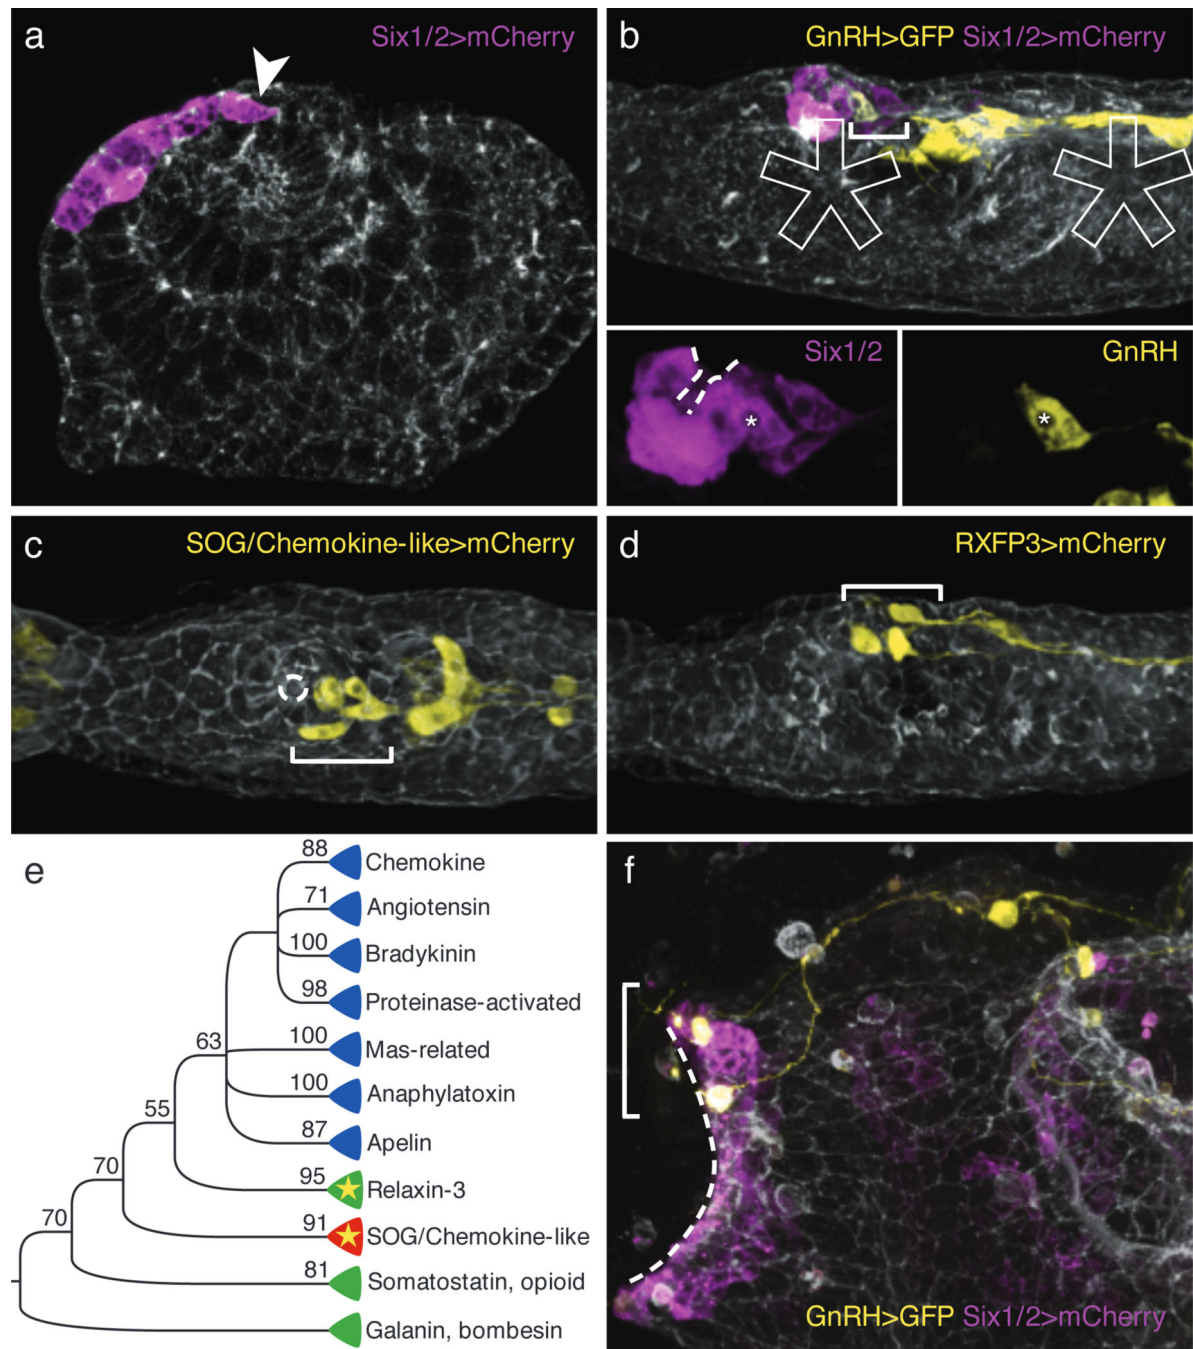 a
Six1/2>mCherry
b
GnRH>GFP Six1/2>mCherry
Six1/2
*
GnRH
*
c
SOG/Chemokine-like>mCherry
d
RXFP3>mCherry
e
88
Chemokine
71
Angiotensin
100
Bradykinin
98
Proteinase-activated
63
100
Mas-related
100
Anaphylatoxin
55
87
Apelin
70
95
Relaxin-3
70
91
SOG/Chemokine-like
81
Somatostatin, opioid
Galanin, bombesin
f
GnRH>GFP Six1/2>mCherry